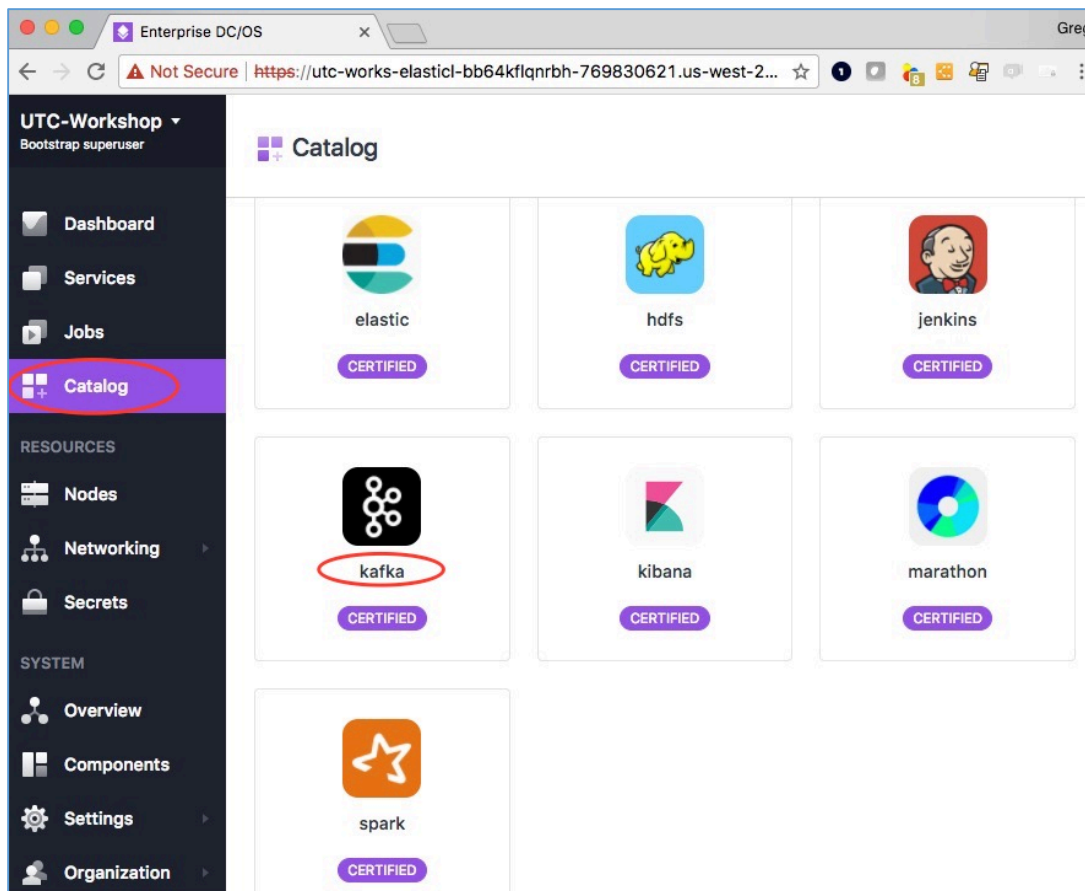 Enterprise DC/OS
Greg
Not Secure https://utc-works-elasticl-bb64kflqnrbh-769830621.us-west-2...
8
UTC-Workshop
Bootstrap superuser
Catalog
Dashboard
Services
Jobs
Catalog
RESOURCES
Nodes
Networking
Secrets
SYSTEM
Overview
Components
Settings
Organization
elastic
CERTIFIED
hdfs
CERTIFIED
jenkins
CERTIFIED
kafka
CERTIFIED
kibana
CERTIFIED
marathon
CERTIFIED
spark
CERTIFIED